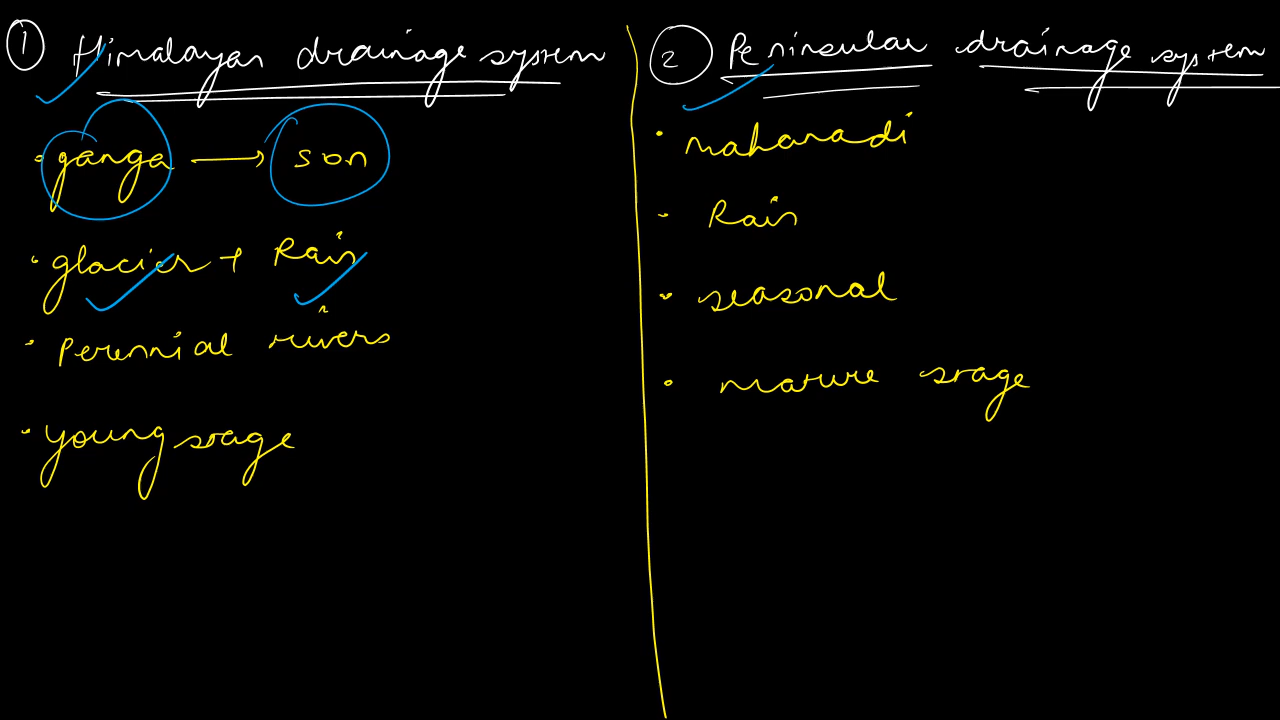 1 Himalayan drainage system
• ganga → son
• glacier + Rain
• Perennial rivers
• young stage
2 Peninsular drainage system
• mahanadi
• Rain
• seasonal
• mature stage